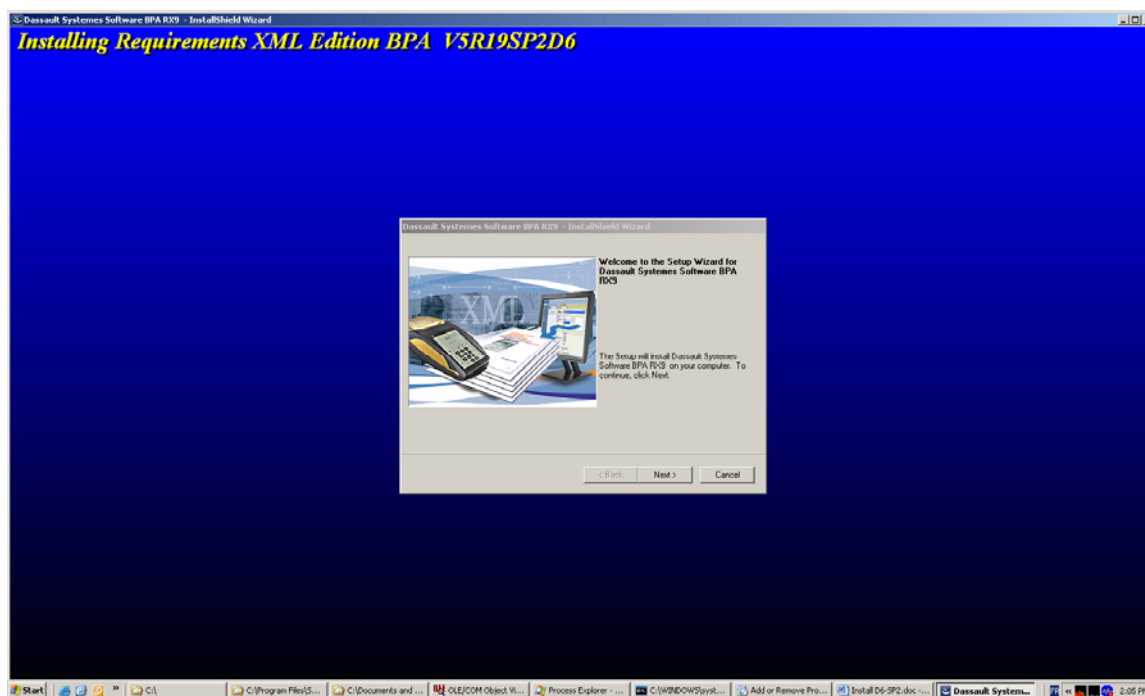 Dassault Systemes Software BPA RX9 - InstallShield Wizard
Installing Requirements XML Edition BPA V5R19SP2D6
Dassault Systemes Software BPA RX9 - InstallShield Wizard
XML
Welcome to the Setup Wizard for
Dassault Systemes Software BPA
RX9
The Setup will install Dassault Systemes
Software BPA RX9 on your computer. To
continue, click Next.
< Back Next > Cancel
Start » C:\ C:\Program Files\S... C:\Documents and ... OLE/COM Object Vi... Process Explorer - ... C:\WINDOWS\syst... Add or Remove Pro... Install D6-SP2.doc -... Dassault System... «